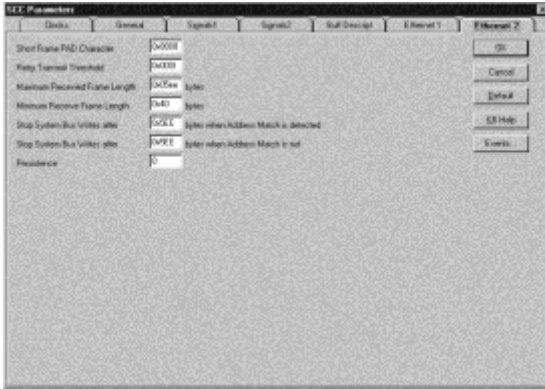 SCC Parameters
Clocks General Signals1 Signals2 Buff Descript Ethernet 1 Ethernet 2
Short Frame PAD Character 0x0000 OK
Retry Transmit Threshold
Maximum Received Frame Length 0x05ee bytes Cancel
Minimum Receive Frame Length 0x40 bytes Default
Stop System Bus Writes after bytes when Address Match is detected Help
Stop System Bus Writes after bytes when Address Match is not Events...
Persistence 0